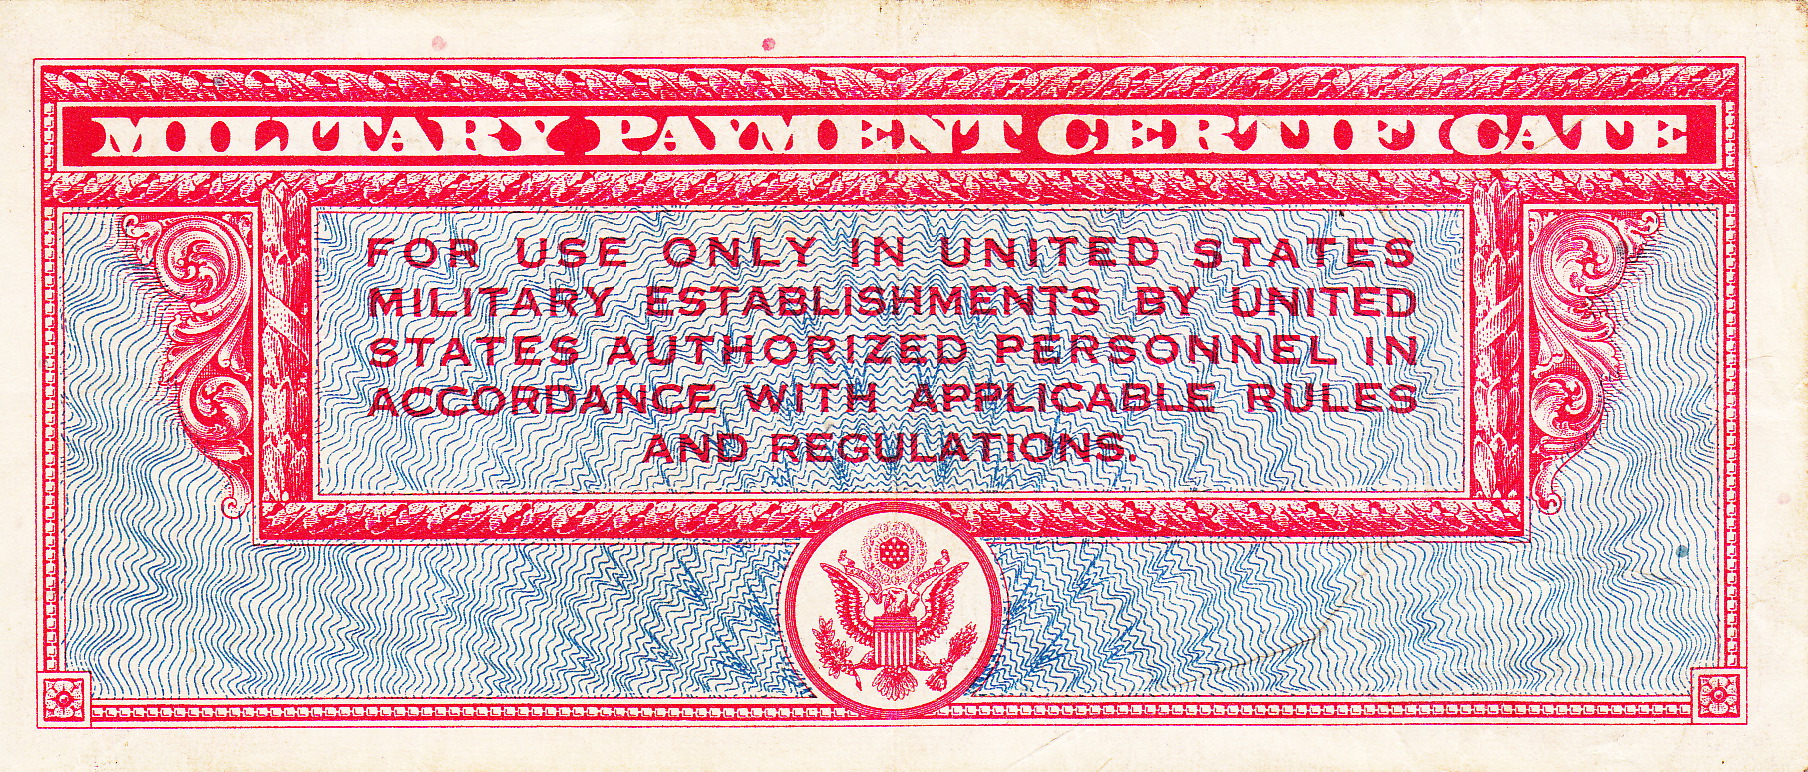 MILITARY PAYMENT CERTIFICATE
FOR USE ONLY IN UNITED STATES
MILITARY ESTABLISHMENTS BY UNITED
STATES AUTHORIZED PERSONNEL IN
ACCORDANCE WITH APPLICABLE RULES
AND REGULATIONS.